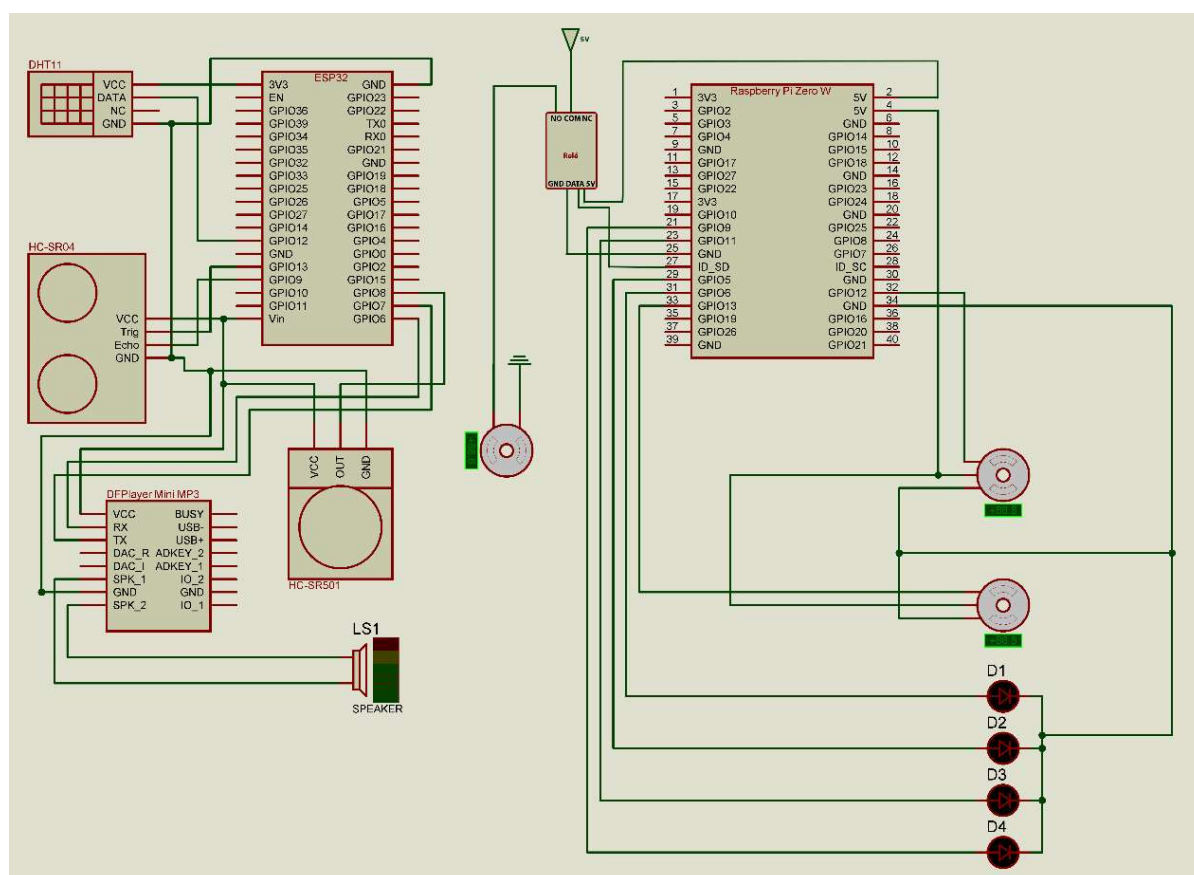 DHT11
VCC
DATA
NC
GND
ESP32
3V3
EN
GPIO36
GPIO39
GPIO34
GPIO35
GPIO32
GPIO33
GPIO25
GPIO26
GPIO27
GPIO14
GPIO12
GND
GPIO13
GPIO9
GPIO10
GPIO11
Vin
GND
GPIO23
GPIO22
TX0
RX0
GPIO21
GND
GPIO19
GPIO18
GPIO5
GPIO17
GPIO16
GPIO4
GPIO0
GPIO2
GPIO15
GPIO8
GPIO7
GPIO6
HC-SR04
VCC
Trig
Echo
GND
VCC
OUT
GND
HC-SR501
DFPlayer Mini MP3
VCC
RX
TX
DAC_R
DAC_I
SPK_1
GND
SPK_2
BUSY
USB-
USB+
ADKEY_2
ADKEY_1
IO_2
GND
IO_1
LS1
SPEAKER
5V
NO COM NC
Relé
GND DATA 5V
Raspberry Pi Zero W
1 3V3
3 GPIO2
5 GPIO3
7 GPIO4
9 GND
11 GPIO17
13 GPIO27
15 GPIO22
17 3V3
19 GPIO10
21 GPIO9
23 GPIO11
25 GND
27 ID_SD
29 GPIO5
31 GPIO6
33 GPIO13
35 GPIO19
37 GPIO26
39 GND
5V 2
5V 4
GND 6
GPIO14 8
GPIO15 10
GPIO18 12
GND 14
GPIO23 16
GPIO24 18
GND 20
GPIO25 22
GPIO8 24
GPIO7 26
ID_SC 28
GND 30
GPIO12 32
GND 34
GPIO16 36
GPIO20 38
GPIO21 40
D1
D2
D3
D4